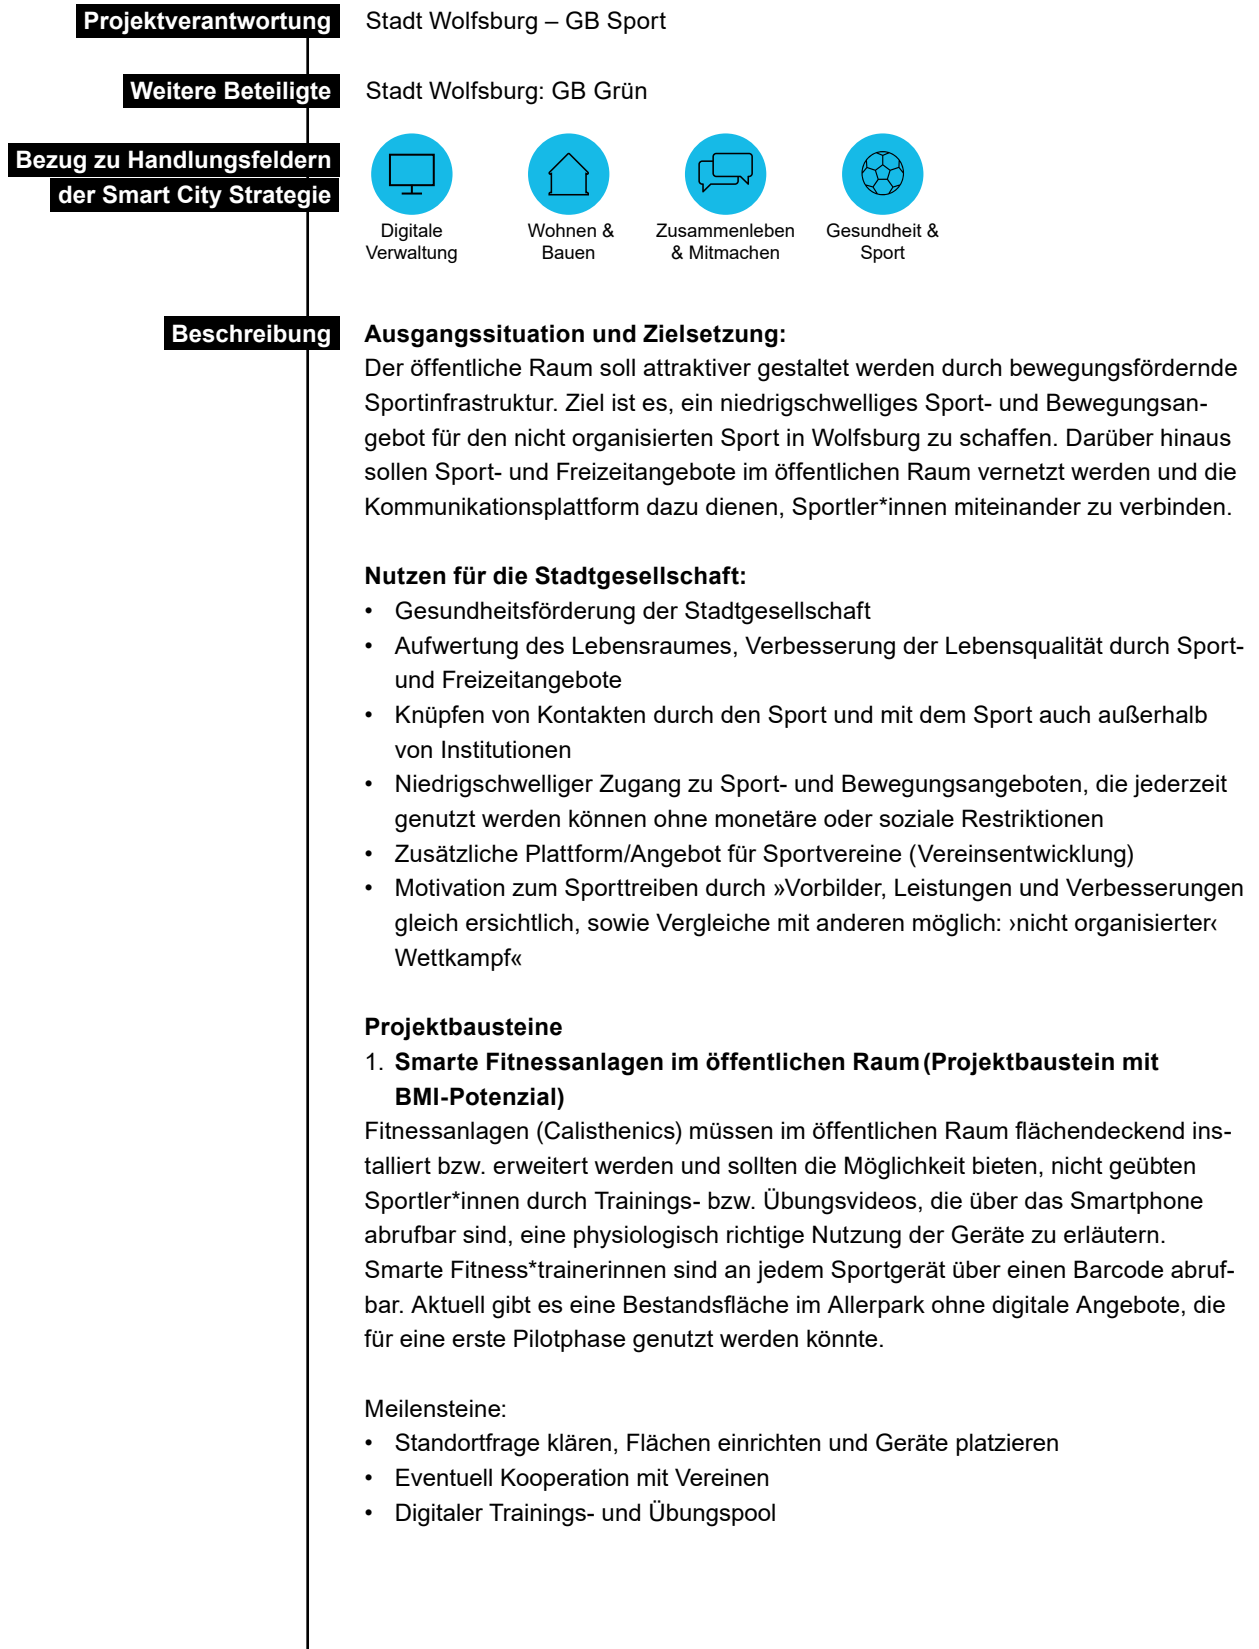 Projektverantwortung
Stadt Wolfsburg – GB Sport
Weitere Beteiligte
Stadt Wolfsburg: GB Grün
Bezug zu Handlungsfeldern
der Smart City Strategie
Digitale
Verwaltung
Wohnen &
Bauen
Zusammenleben
& Mitmachen
Gesundheit &
Sport
Beschreibung
Ausgangssituation und Zielsetzung:
Der öffentliche Raum soll attraktiver gestaltet werden durch bewegungsfördernde
Sportinfrastruktur. Ziel ist es, ein niedrigschwelliges Sport- und Bewegungsan-
gebot für den nicht organisierten Sport in Wolfsburg zu schaffen. Darüber hinaus
sollen Sport- und Freizeitangebote im öffentlichen Raum vernetzt werden und die
Kommunikationsplattform dazu dienen, Sportler*innen miteinander zu verbinden.
Nutzen für die Stadtgesellschaft:
• Gesundheitsförderung der Stadtgesellschaft
• Aufwertung des Lebensraumes, Verbesserung der Lebensqualität durch Sport-
und Freizeitangebote
• Knüpfen von Kontakten durch den Sport und mit dem Sport auch außerhalb
von Institutionen
• Niedrigschwelliger Zugang zu Sport- und Bewegungsangeboten, die jederzeit
genutzt werden können ohne monetäre oder soziale Restriktionen
• Zusätzliche Plattform/Angebot für Sportvereine (Vereinsentwicklung)
• Motivation zum Sporttreiben durch »Vorbilder, Leistungen und Verbesserungen
gleich ersichtlich, sowie Vergleiche mit anderen möglich: ›nicht organisierter‹
Wettkampf«
Projektbausteine
1. Smarte Fitnessanlagen im öffentlichen Raum (Projektbaustein mit
BMI-Potenzial)
Fitnessanlagen (Calisthenics) müssen im öffentlichen Raum flächendeckend ins-
talliert bzw. erweitert werden und sollten die Möglichkeit bieten, nicht geübten
Sportler*innen durch Trainings- bzw. Übungsvideos, die über das Smartphone
abrufbar sind, eine physiologisch richtige Nutzung der Geräte zu erläutern.
Smarte Fitness*trainerinnen sind an jedem Sportgerät über einen Barcode abruf-
bar. Aktuell gibt es eine Bestandsfläche im Allerpark ohne digitale Angebote, die
für eine erste Pilotphase genutzt werden könnte.
Meilensteine:
• Standortfrage klären, Flächen einrichten und Geräte platzieren
• Eventuell Kooperation mit Vereinen
• Digitaler Trainings- und Übungspool